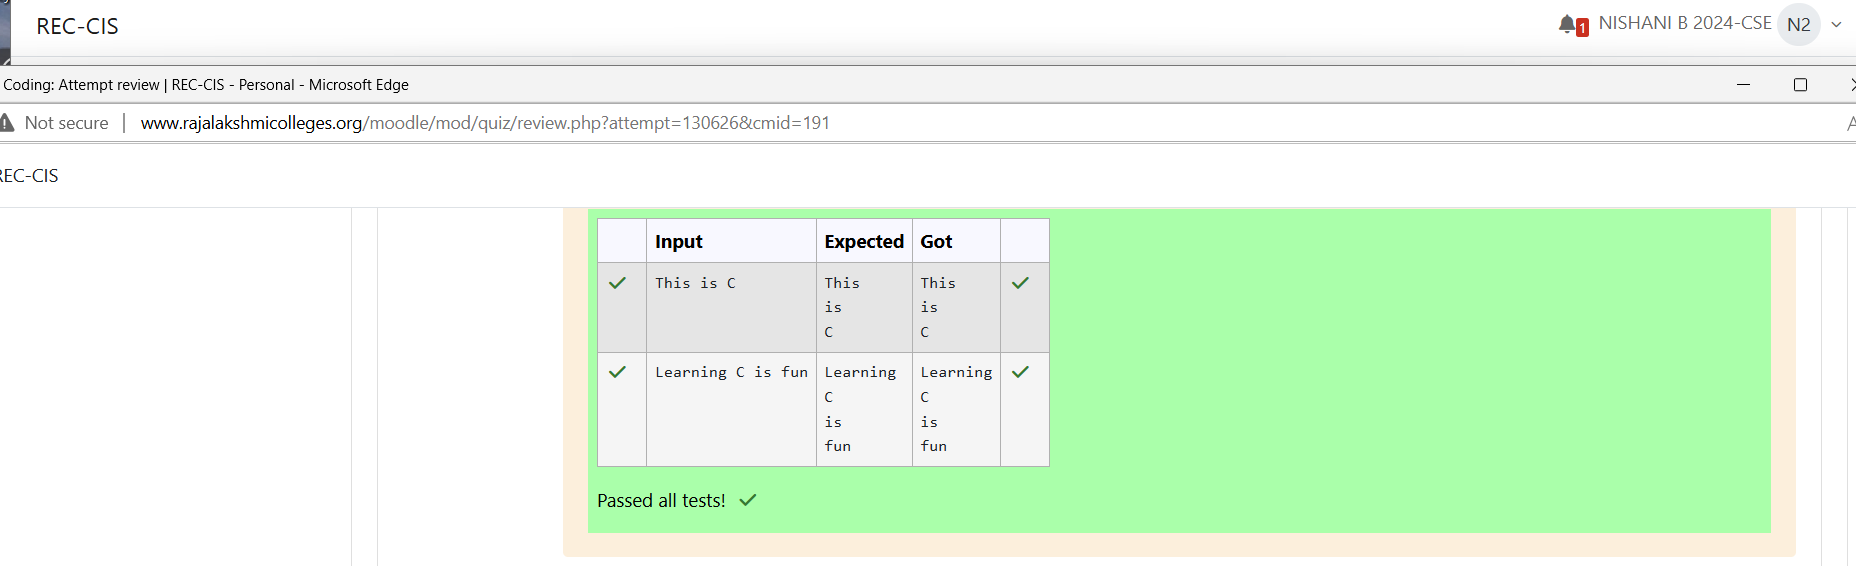 REC-CIS
1 NISHANI B 2024-CSE N2
Coding: Attempt review | REC-CIS - Personal - Microsoft Edge
Not secure | www.rajalakshmicolleges.org/moodle/mod/quiz/review.php?attempt=130626&cmid=191
REC-CIS
Input Expected Got
This is C This This
is is
C C
Learning C is fun Learning Learning
C C
is is
fun fun
Passed all tests!